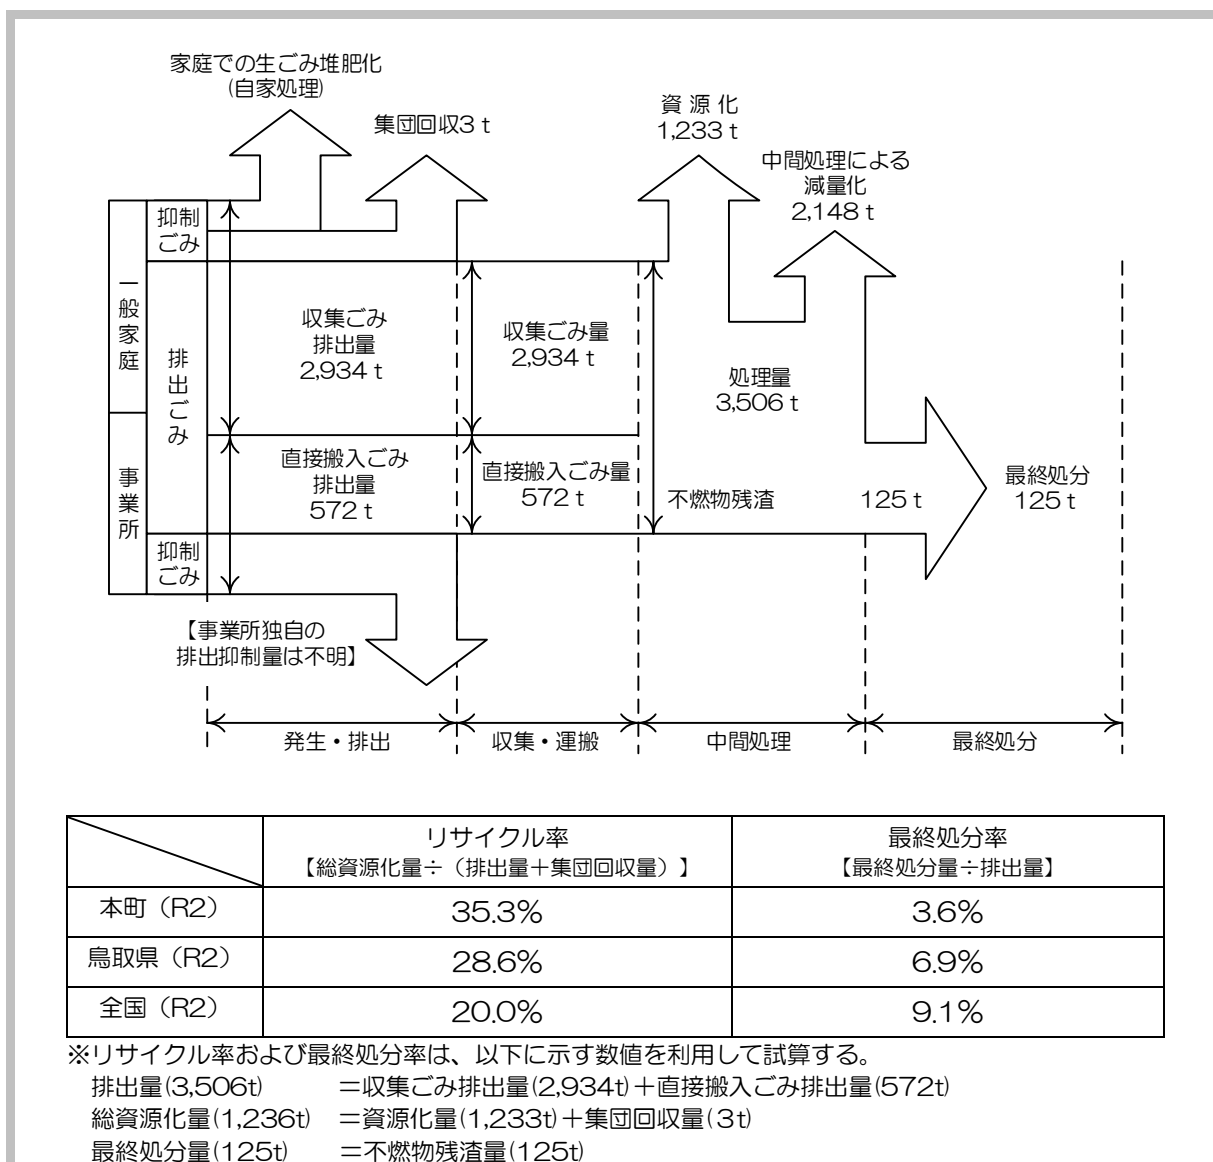 家庭での生ごみ堆肥化
(自家処理)
集団回収3 t
資 源 化
1,233 t
中間処理による
減量化
2,148 t
抑制
ごみ
一般家庭
排出ごみ
収集ごみ
排出量
2,934 t
収集ごみ量
2,934 t
処理量
3,506 t
事業所
直接搬入ごみ
排出量
572 t
直接搬入ごみ量
572 t
不燃物残渣
125 t
最終処分
125 t
抑制
ごみ
【事業所独自の
排出抑制量は不明】
発生・排出
収集・運搬
中間処理
最終処分
リサイクル率
【総資源化量÷（排出量＋集団回収量）】
最終処分率
【最終処分量÷排出量】
本町（R2） 35.3% 3.6%
鳥取県（R2） 28.6% 6.9%
全国（R2） 20.0% 9.1%
※リサイクル率および最終処分率は、以下に示す数値を利用して試算する。
排出量(3,506t) ＝収集ごみ排出量(2,934t)＋直接搬入ごみ排出量(572t)
総資源化量(1,236t) ＝資源化量(1,233t)＋集団回収量(3t)
最終処分量(125t) ＝不燃物残渣量(125t)